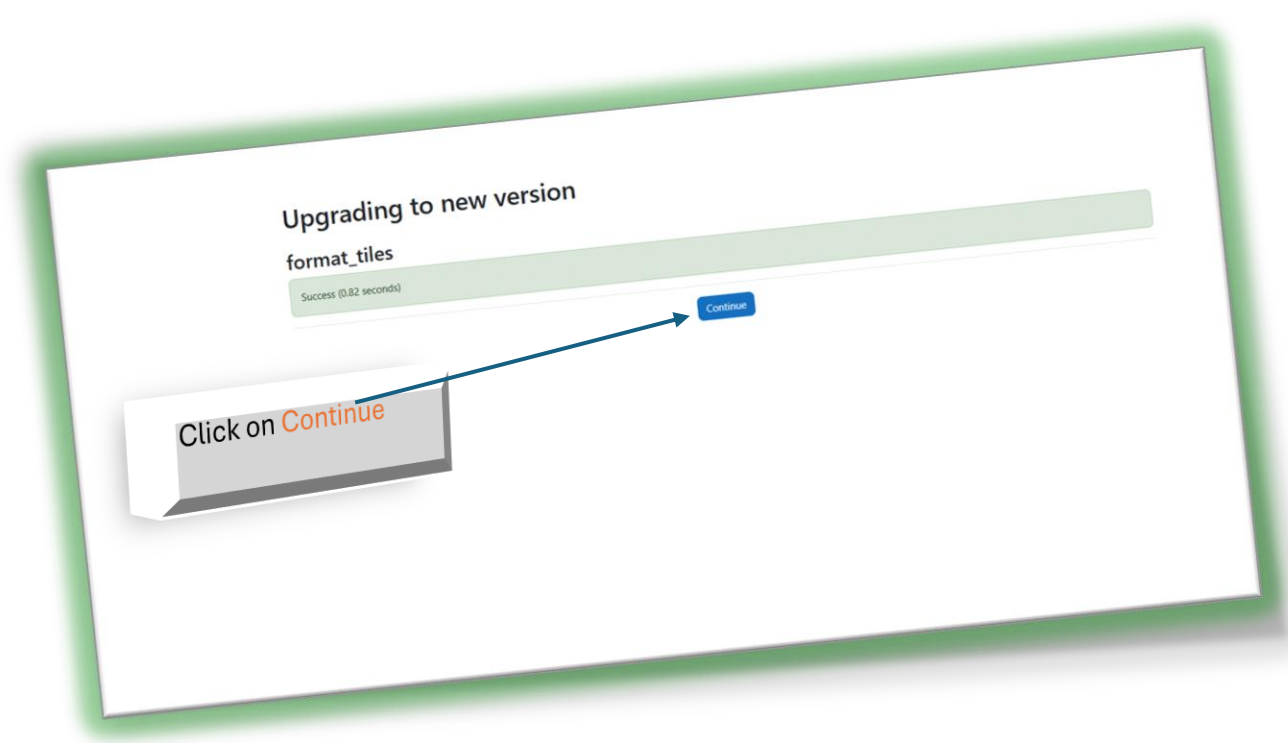 Upgrading to new version
format_tiles
Success (0.82 seconds)
Continue
Click on Continue